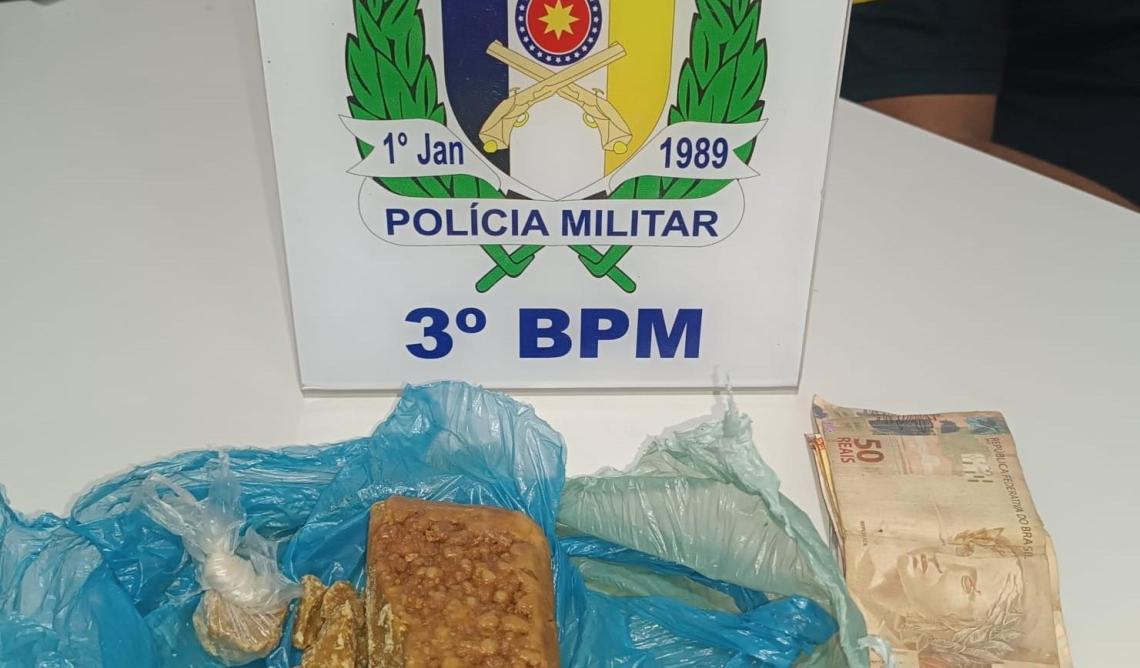 1º Jan
1989
POLÍCIA MILITAR
3º BPM
50
REAIS
REPÚBLICA FEDERATIVA DO BRASIL